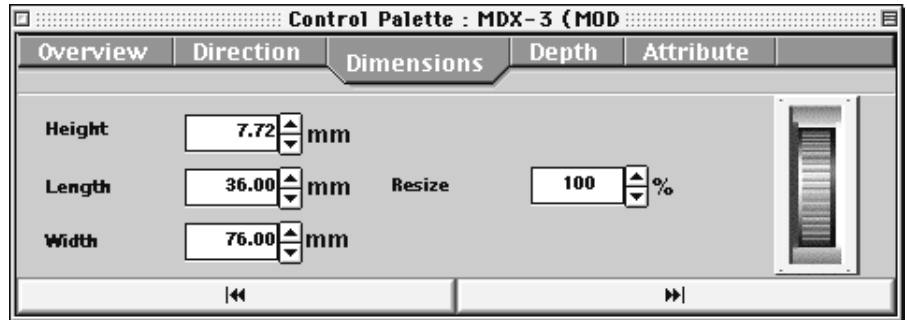 Control Palette : MDX-3 (MOD
Overview Direction Dimensions Depth Attribute
Height 7.72 mm
Length 36.00 mm Resize 100 %
Width 76.00 mm